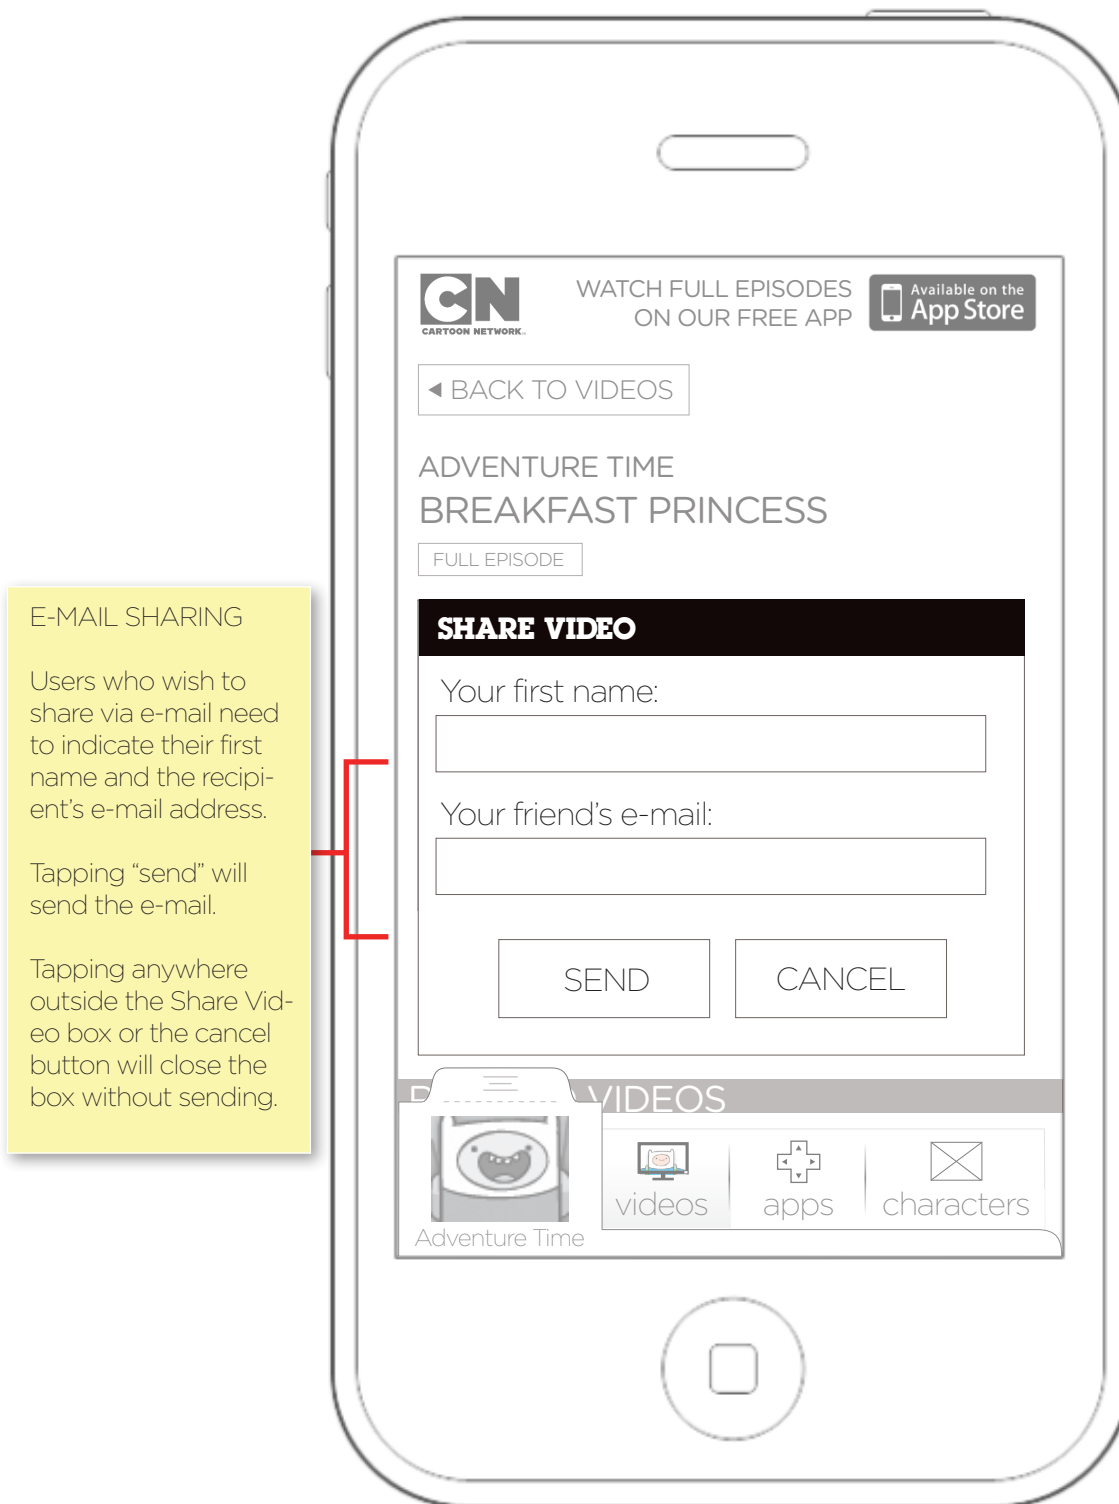 E-MAIL SHARING
Users who wish to
share via e-mail need
to indicate their first
name and the recipi-
ent's e-mail address.
Tapping “send” will
send the e-mail.
Tapping anywhere
outside the Share Vid-
eo box or the cancel
button will close the
box without sending.
CN
CARTOON NETWORK™
WATCH FULL EPISODES
ON OUR FREE APP
Available on the
App Store
BACK TO VIDEOS
ADVENTURE TIME
BREAKFAST PRINCESS
FULL EPISODE
SHARE VIDEO
Your first name:
Your friend's e-mail:
SEND
CANCEL
VIDEOS
videos
apps
characters
Adventure Time